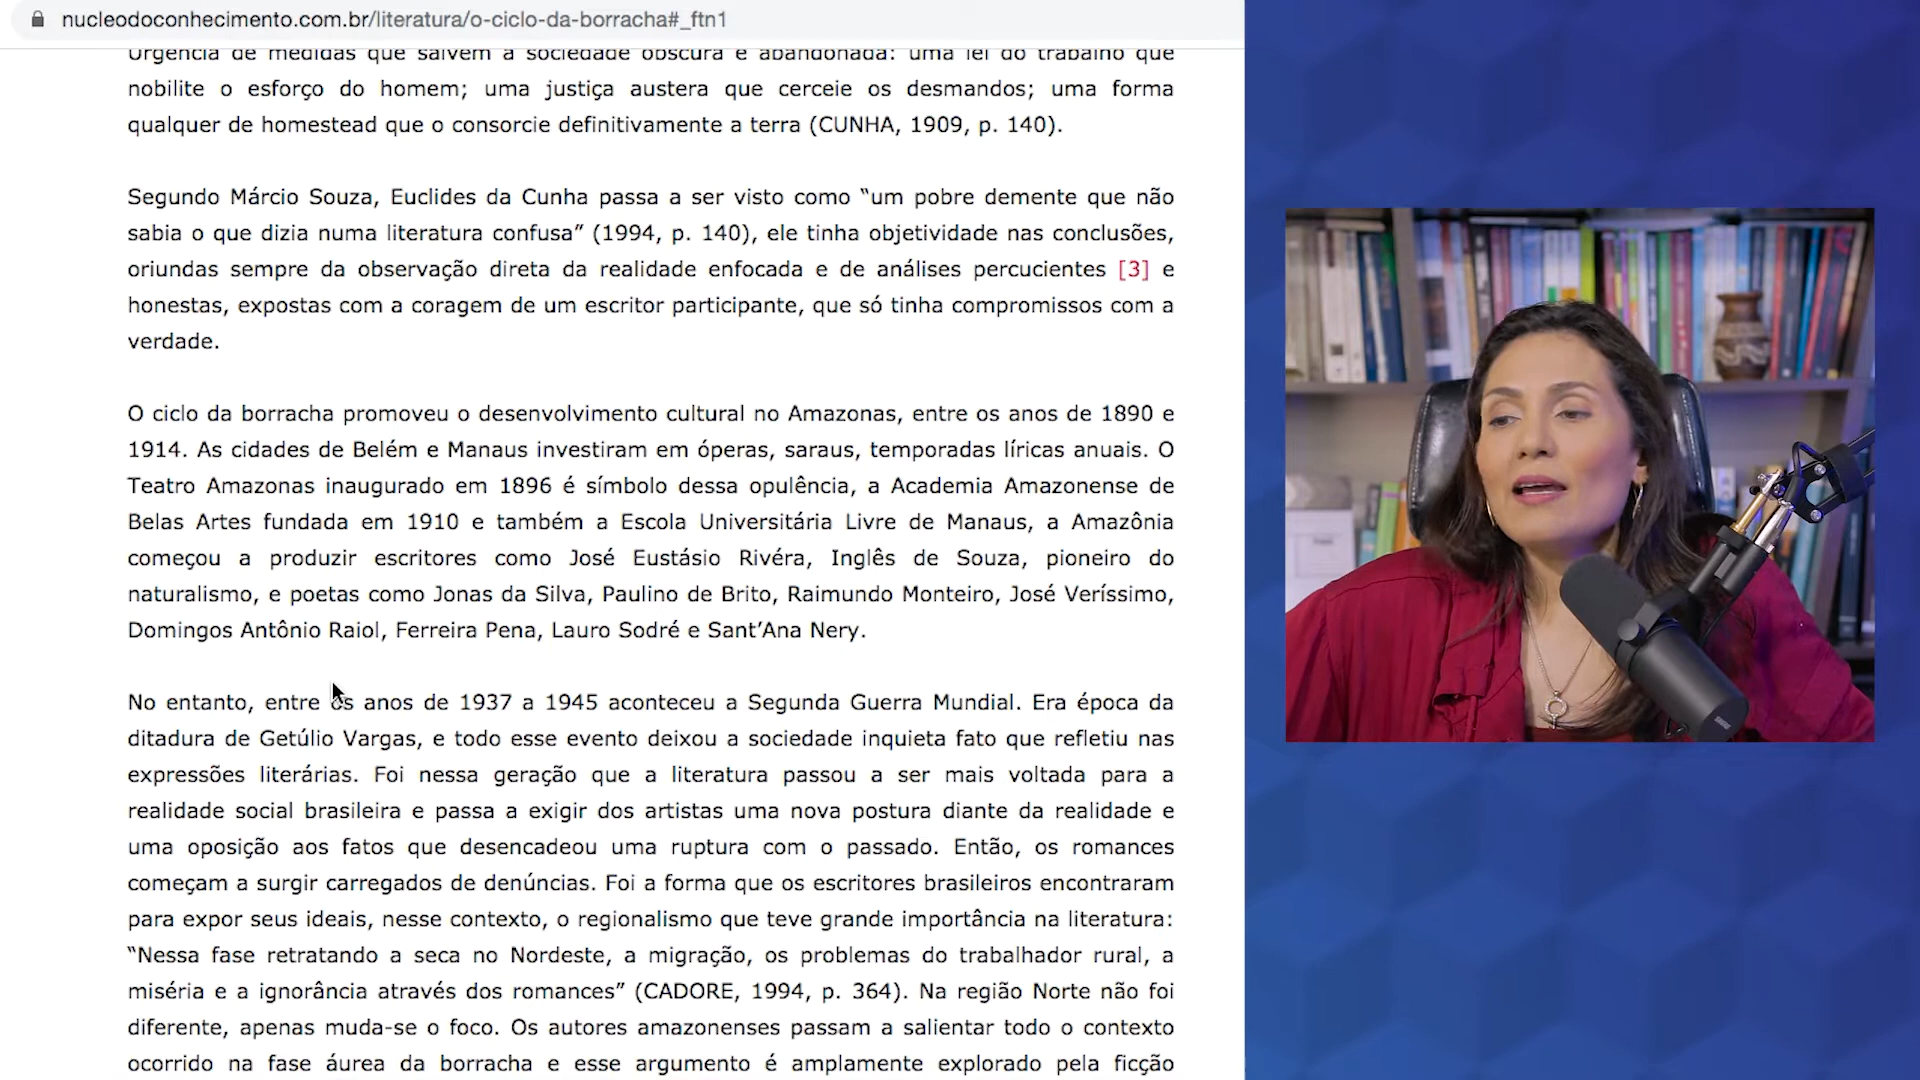 nucleodoconhecimento.com.br/literatura/o-ciclo-da-borracha#_ftn1
Urgência de medidas que salvem a sociedade obscura e abandonada: uma lei do trabalho que
nobilite o esforço do homem; uma justiça austera que cerceie os desmandos; uma forma
qualquer de homestead que o consorcie definitivamente a terra (CUNHA, 1909, p. 140).
Segundo Márcio Souza, Euclides da Cunha passa a ser visto como “um pobre demente que não
sabia o que dizia numa literatura confusa” (1994, p. 140), ele tinha objetividade nas conclusões,
oriundas sempre da observação direta da realidade enfocada e de análises percucientes [3] e
honestas, expostas com a coragem de um escritor participante, que só tinha compromissos com a
verdade.
O ciclo da borracha promoveu o desenvolvimento cultural no Amazonas, entre os anos de 1890 e
1914. As cidades de Belém e Manaus investiram em óperas, saraus, temporadas líricas anuais. O
Teatro Amazonas inaugurado em 1896 é símbolo dessa opulência, a Academia Amazonense de
Belas Artes fundada em 1910 e também a Escola Universitária Livre de Manaus, a Amazônia
começou a produzir escritores como José Eustásio Rivéra, Inglês de Souza, pioneiro do
naturalismo, e poetas como Jonas da Silva, Paulino de Brito, Raimundo Monteiro, José Veríssimo,
Domingos Antônio Raiol, Ferreira Pena, Lauro Sodré e Sant’Ana Nery.
No entanto, entre os anos de 1937 a 1945 aconteceu a Segunda Guerra Mundial. Era época da
ditadura de Getúlio Vargas, e todo esse evento deixou a sociedade inquieta fato que refletiu nas
expressões literárias. Foi nessa geração que a literatura passou a ser mais voltada para a
realidade social brasileira e passa a exigir dos artistas uma nova postura diante da realidade e
uma oposição aos fatos que desencadeou uma ruptura com o passado. Então, os romances
começam a surgir carregados de denúncias. Foi a forma que os escritores brasileiros encontraram
para expor seus ideais, nesse contexto, o regionalismo que teve grande importância na literatura:
“Nessa fase retratando a seca no Nordeste, a migração, os problemas do trabalhador rural, a
miséria e a ignorância através dos romances” (CADORE, 1994, p. 364). Na região Norte não foi
diferente, apenas muda-se o foco. Os autores amazonenses passam a salientar todo o contexto
ocorrido na fase áurea da borracha e esse argumento é amplamente explorado pela ficção